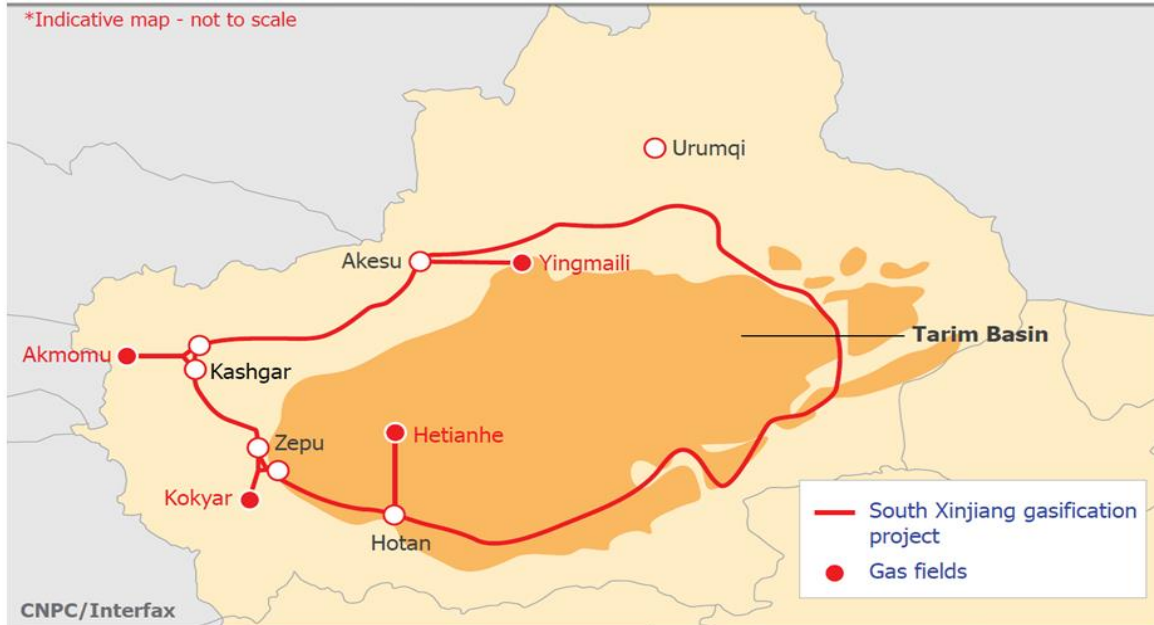 *Indicative map - not to scale
Urumqi
Akesu
Yingmaili
Tarim Basin
Akmomu
Kashgar
Hetianhe
Zepu
Kokyar
Hotan
South Xinjiang gasification
project
Gas fields
CNPC/Interfax